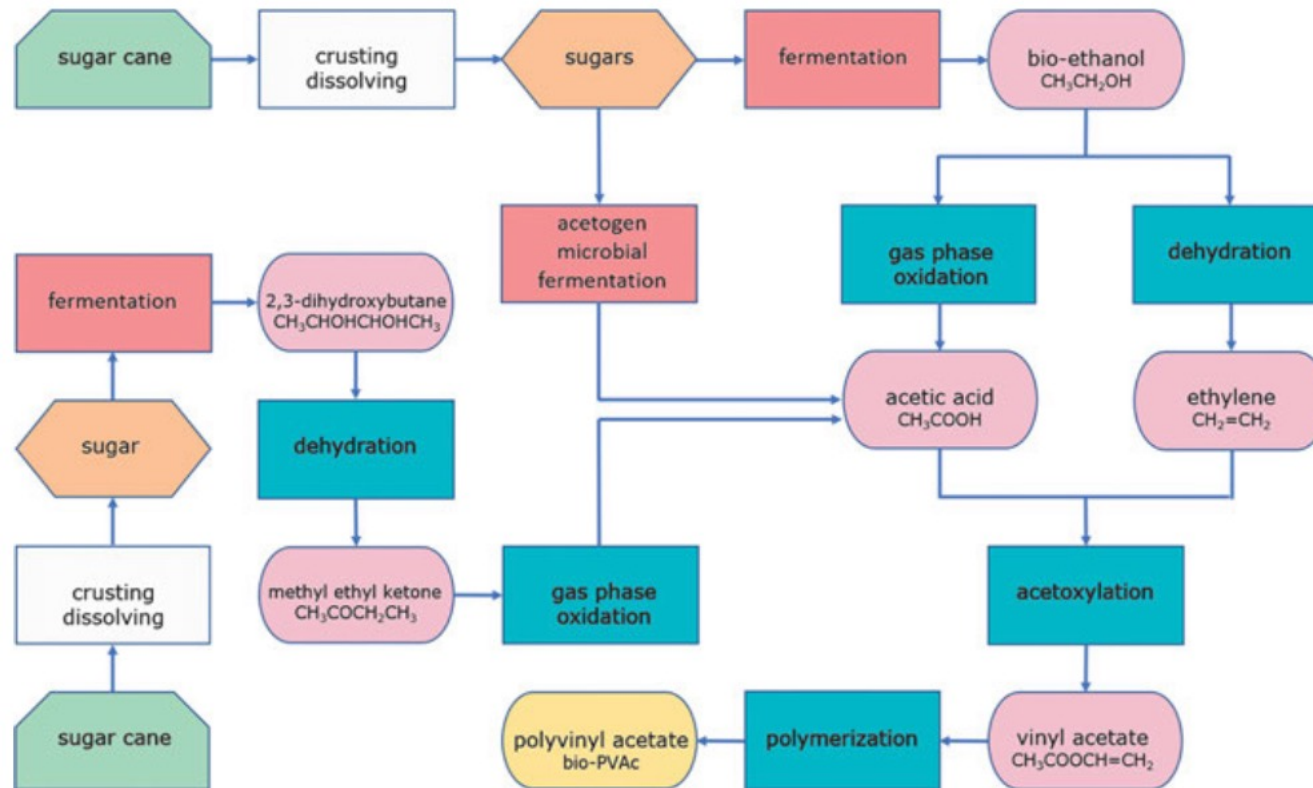 sugar cane
crusting
dissolving
sugars
fermentation
bio-ethanol
CH₃CH₂OH
acetogen
microbial
fermentation
gas phase
oxidation
dehydration
fermentation
2,3-dihydroxybutane
CH₃CHOHCHOHCH₃
acetic acid
CH₃COOH
ethylene
CH₂=CH₂
sugar
dehydration
crusting
dissolving
methyl ethyl ketone
CH₃COCH₂CH₃
gas phase
oxidation
acetoxylation
sugar cane
polyvinyl acetate
bio-PVAc
polymerization
vinyl acetate
CH₃COOCH=CH₂